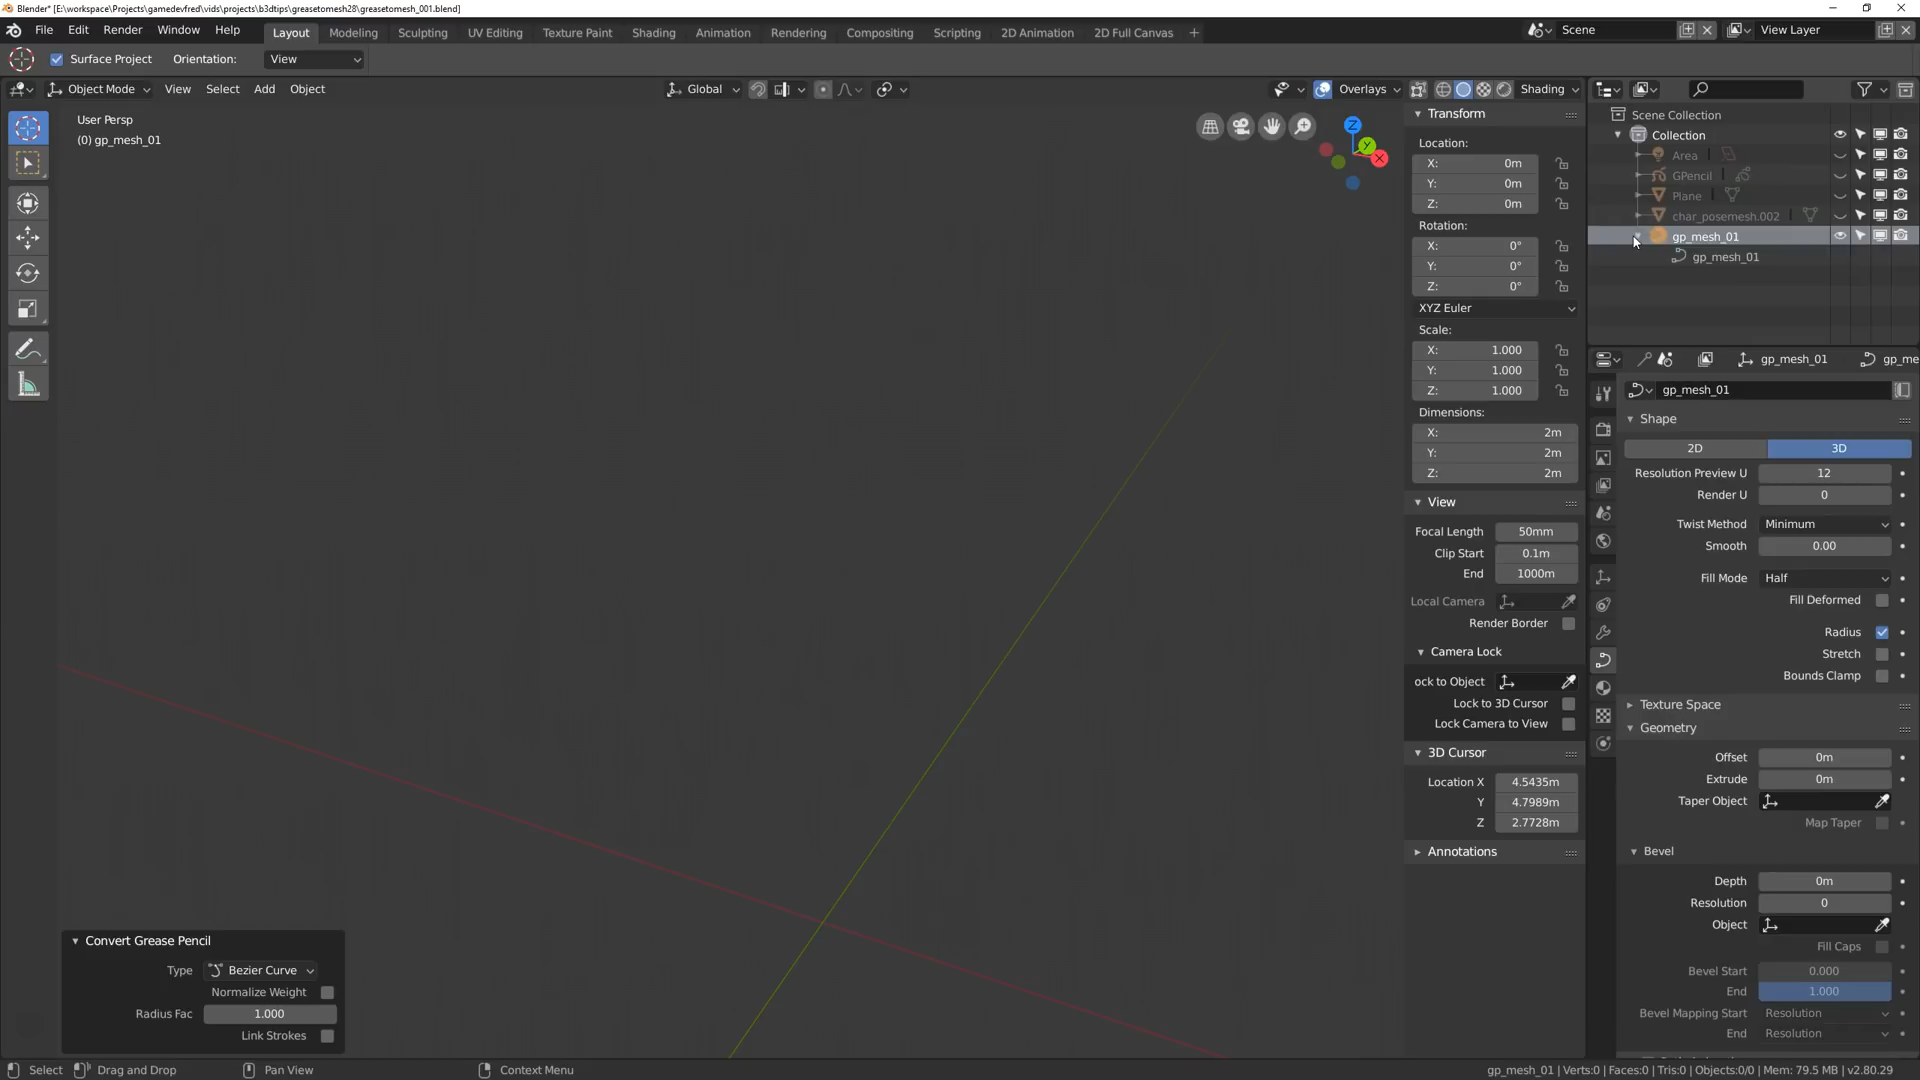 Blender* [E:\workspace\Projects\gamedevfred\vids\projects\b3dtips\greasetomesh28\greasetomesh_001.blend]
File Edit Render Window Help Layout Modeling Sculpting UV Editing Texture Paint Shading Animation Rendering Compositing Scripting 2D Animation 2D Full Canvas + Scene View Layer
Surface Project Orientation: View
Object Mode View Select Add Object Global Overlays Shading
User Persp
(0) gp_mesh_01
Transform
Location:
X: 0m
Y: 0m
Z: 0m
Rotation:
X: 0°
Y: 0°
Z: 0°
XYZ Euler
Scale:
X: 1.000
Y: 1.000
Z: 1.000
Dimensions:
X: 2m
Y: 2m
Z: 2m
View
Focal Length 50mm
Clip Start 0.1m
End 1000m
Local Camera
Render Border
Camera Lock
ock to Object
Lock to 3D Cursor
Lock Camera to View
3D Cursor
Location X 4.5435m
Y 4.7989m
Z 2.7728m
Annotations
Z
Y
X
Scene Collection
Collection
Area
GPencil
Plane
char_posemesh.002
gp_mesh_01
gp_mesh_01
gp_mesh_01 gp_me
gp_mesh_01
Shape
2D 3D
Resolution Preview U 12
Render U 0
Twist Method Minimum
Smooth 0.00
Fill Mode Half
Fill Deformed
Radius
Stretch
Bounds Clamp
Texture Space
Geometry
Offset 0m
Extrude 0m
Taper Object
Map Taper
Bevel
Depth 0m
Resolution 0
Object
Fill Caps
Bevel Start 0.000
End 1.000
Bevel Mapping Start Resolution
End Resolution
Convert Grease Pencil
Type Bezier Curve
Normalize Weight
Radius Fac 1.000
Link Strokes
Select Drag and Drop Pan View Context Menu gp_mesh_01 | Verts:0 | Faces:0 | Tris:0 | Objects:0/0 | Mem: 79.5 MB | v2.80.29